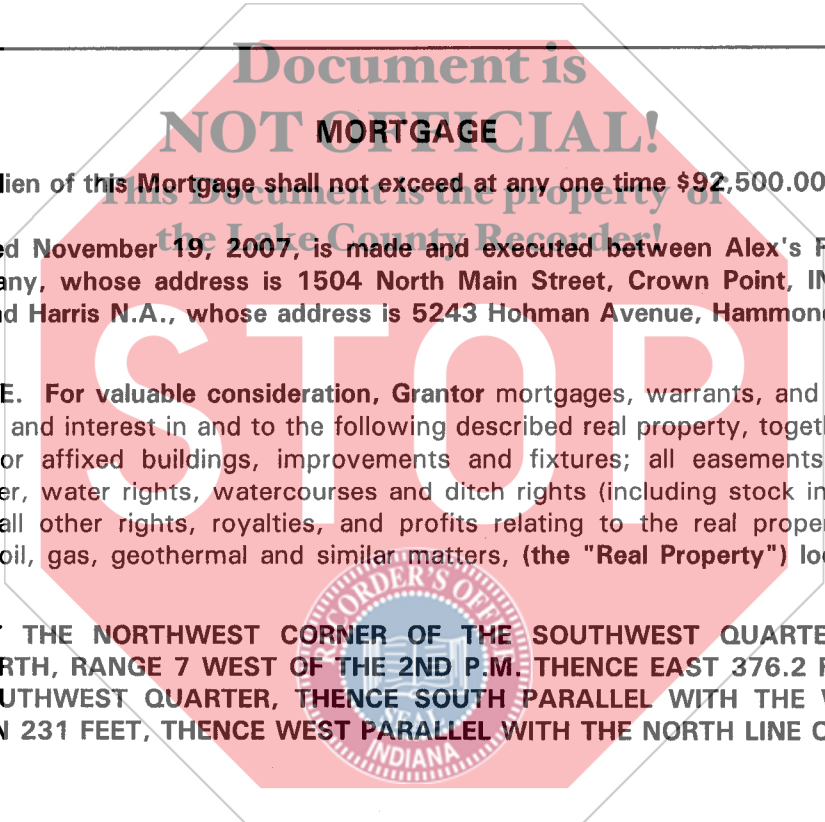 Document is
NOT OFFICIAL!
This Document is the property of
the Lake County Recorder!
MORTGAGE
lien of this Mortgage shall not exceed at any one time $92,500.00
ed November 19, 2007, is made and executed between Alex's
any, whose address is 1504 North Main Street, Crown Point, IN
nd Harris N.A., whose address is 5243 Hohman Avenue, Hammond
E. For valuable consideration, Grantor mortgages, warrants, and
and interest in and to the following described real property, togeth
or affixed buildings, improvements and fixtures; all easements
er, water rights, watercourses and ditch rights (including stock in
all other rights, royalties, and profits relating to the real proper
oil, gas, geothermal and similar matters, (the "Real Property") loc
THE NORTHWEST CORNER OF THE SOUTHWEST QUARTE
RTH, RANGE 7 WEST OF THE 2ND P.M. THENCE EAST 376.2 F
UTHWEST QUARTER, THENCE SOUTH PARALLEL WITH THE
N 231 FEET, THENCE WEST PARALLEL WITH THE NORTH LINE O
STOP
RECORDER'S OFFICE
SEAL
INDIANA